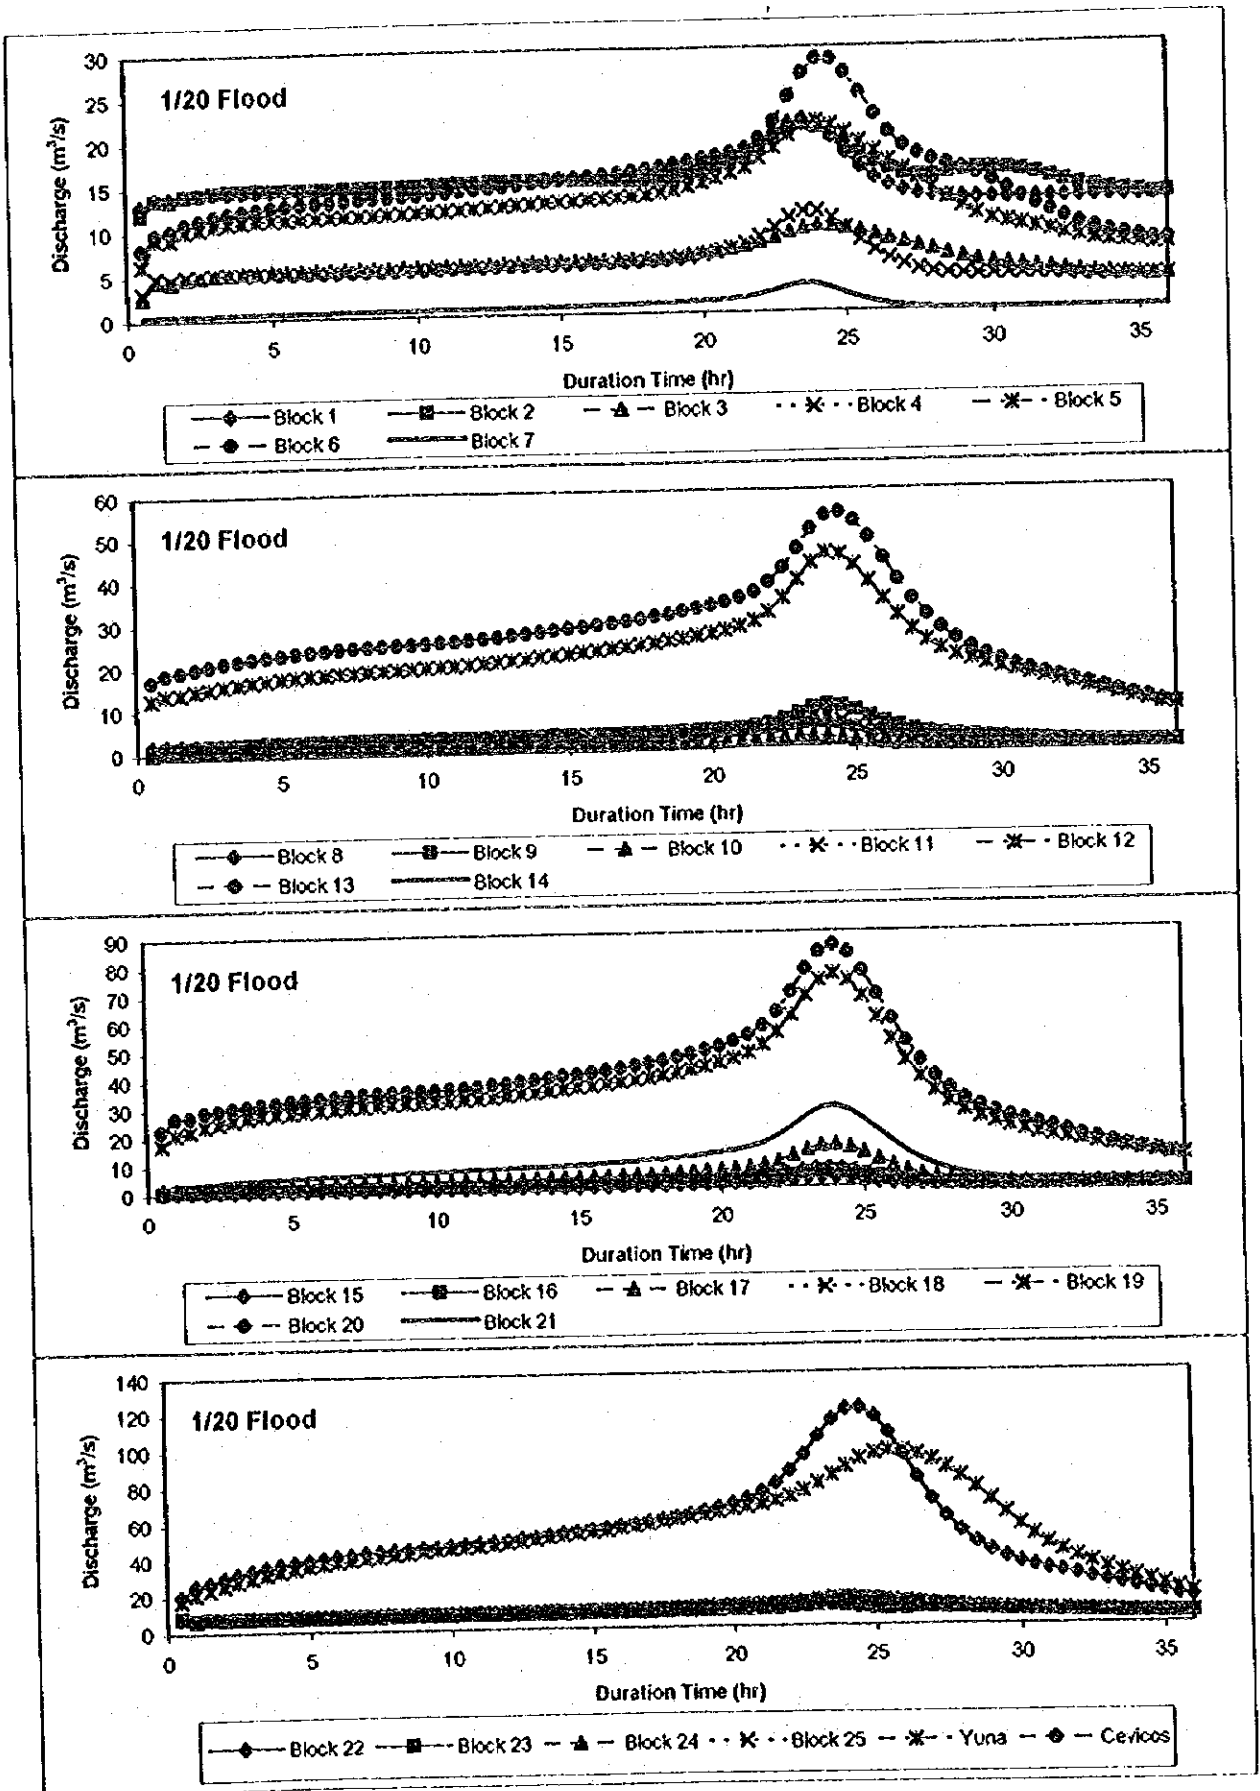 30
1/20 Flood
25
20
15
10
5
0
Discharge (m³/s)
0 5 10 15 20 25 30 35
Duration Time (hr)
Block 1 Block 2 Block 3 Block 4 Block 5
Block 6 Block 7
60
1/20 Flood
50
40
30
20
10
0
Discharge (m³/s)
0 5 10 15 20 25 30 35
Duration Time (hr)
Block 8 Block 9 Block 10 Block 11 Block 12
Block 13 Block 14
90
1/20 Flood
80
70
60
50
40
30
20
10
0
Discharge (m³/s)
0 5 10 15 20 25 30 35
Duration Time (hr)
Block 15 Block 16 Block 17 Block 18 Block 19
Block 20 Block 21
140
1/20 Flood
120
100
80
60
40
20
0
Discharge (m³/s)
0 5 10 15 20 25 30 35
Duration Time (hr)
Block 22 Block 23 Block 24 Block 25 Yuna Cevicos